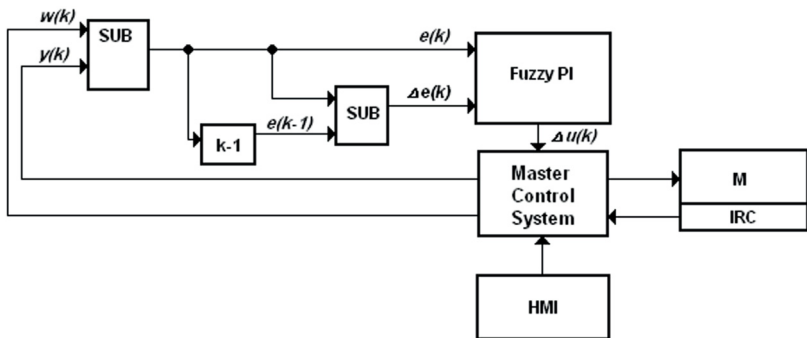 w(k)
SUB
y(k)
e(k)
Fuzzy PI
Δe(k)
SUB
e(k-1)
k-1
Δu(k)
Master
Control
System
M
IRC
HMI